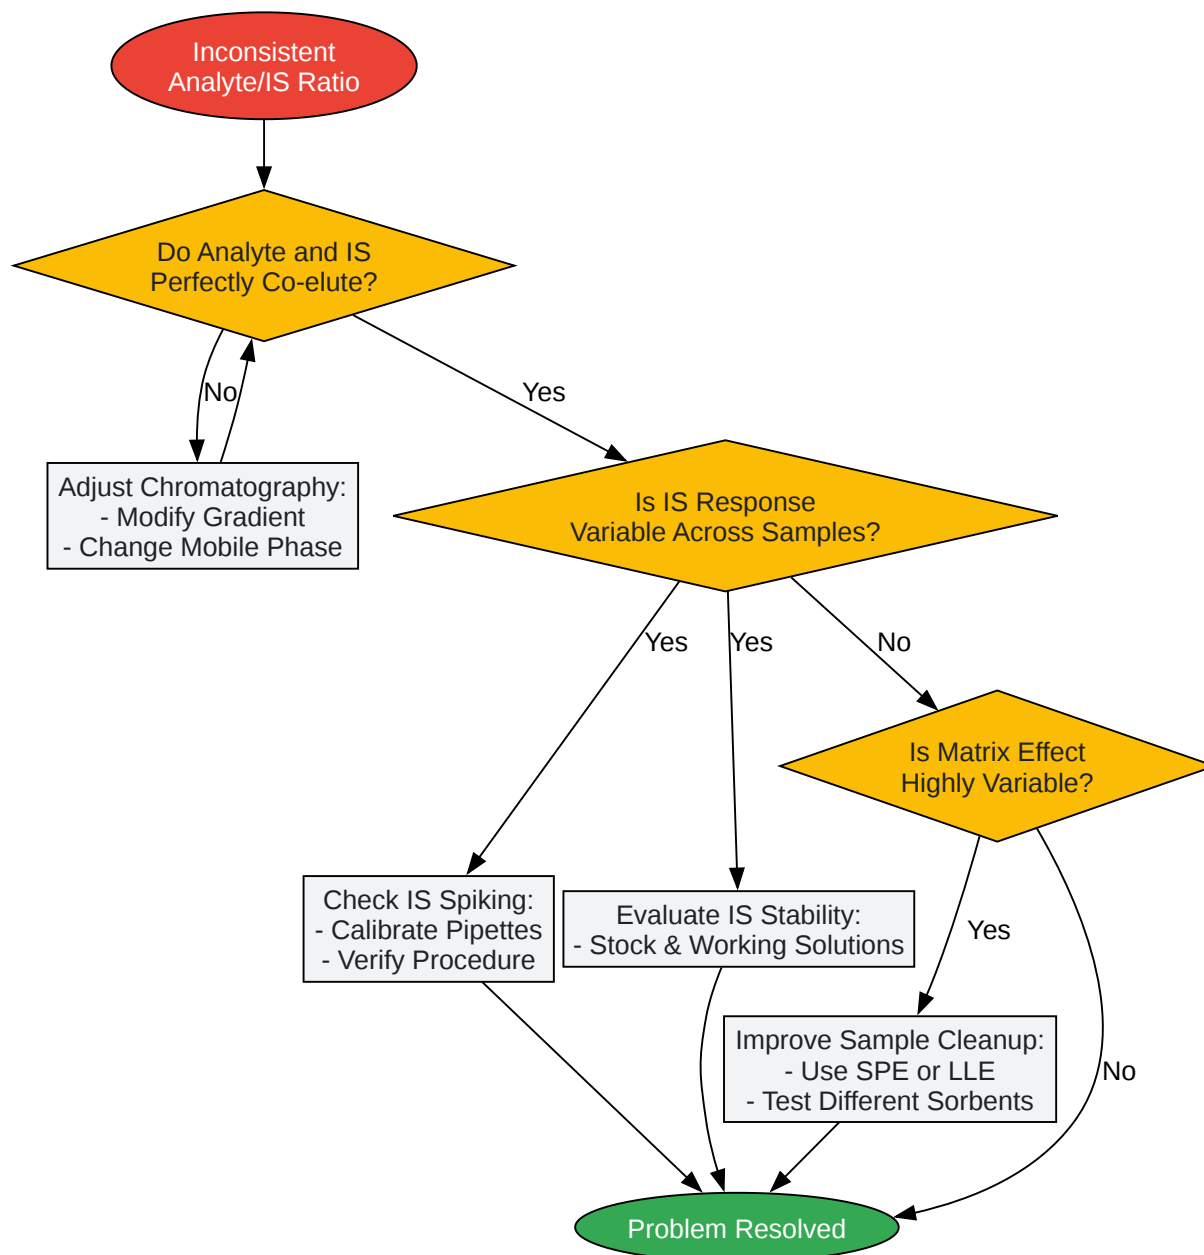 Inconsistent
Analyte/IS Ratio
Do Analyte and IS
Perfectly Co-elute?
No
Yes
Adjust Chromatography:
- Modify Gradient
- Change Mobile Phase
Is IS Response
Variable Across Samples?
Yes
Yes
No
Is Matrix Effect
Highly Variable?
Check IS Spiking:
- Calibrate Pipettes
- Verify Procedure
Evaluate IS Stability:
- Stock & Working Solutions
Yes
No
Improve Sample Cleanup:
- Use SPE or LLE
- Test Different Sorbents
Problem Resolved